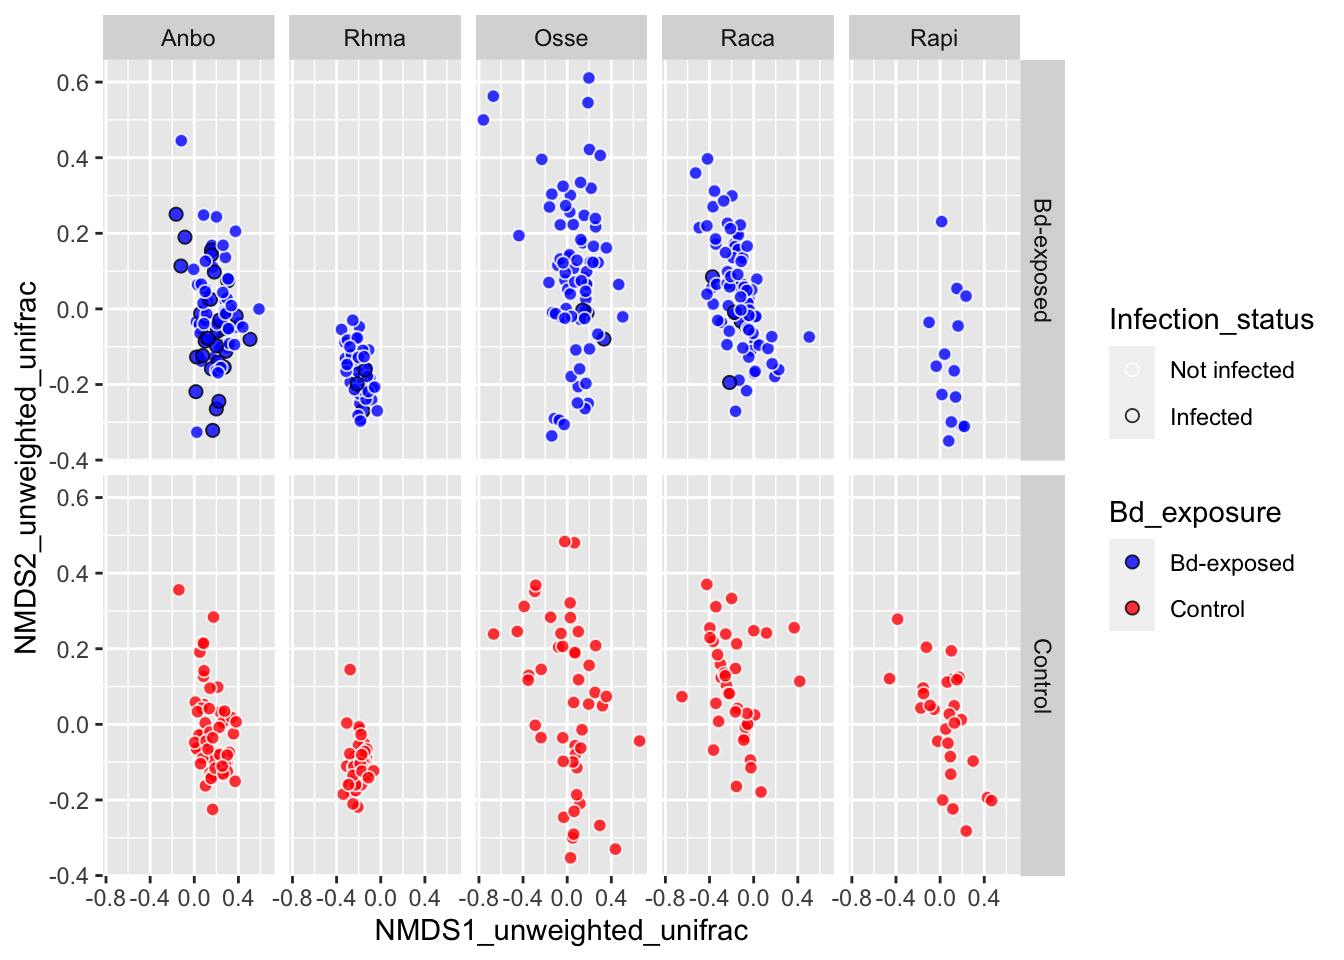 Anbo Rhma Osse Raca Rapi
0.6
0.4
0.2
0.0
-0.2
-0.4
Bd-exposed
0.6
0.4
0.2
0.0
-0.2
-0.4
Control
-0.8 -0.4 0.0 0.4 -0.8 -0.4 0.0 0.4 -0.8 -0.4 0.0 0.4 -0.8 -0.4 0.0 0.4 -0.8 -0.4 0.0 0.4
NMDS1_unweighted_unifrac
NMDS2_unweighted_unifrac
Infection_status
Not infected
Infected
Bd_exposure
Bd-exposed
Control